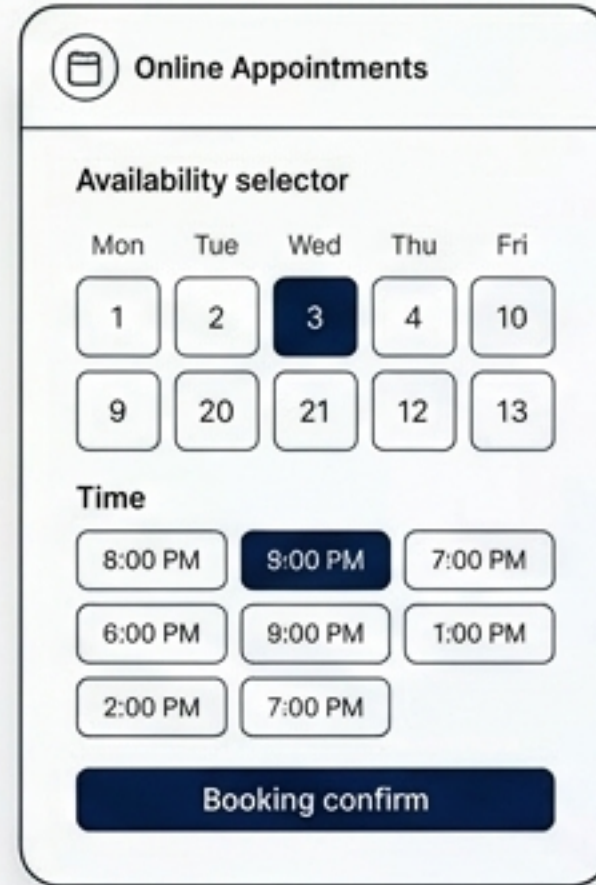 Online Appointments
Availability selector
Mon Tue Wed Thu Fri
1 2 3 4 10
9 20 21 12 13
Time
8:00 PM 9:00 PM 7:00 PM
6:00 PM 9:00 PM 1:00 PM
2:00 PM 7:00 PM
Booking confirm